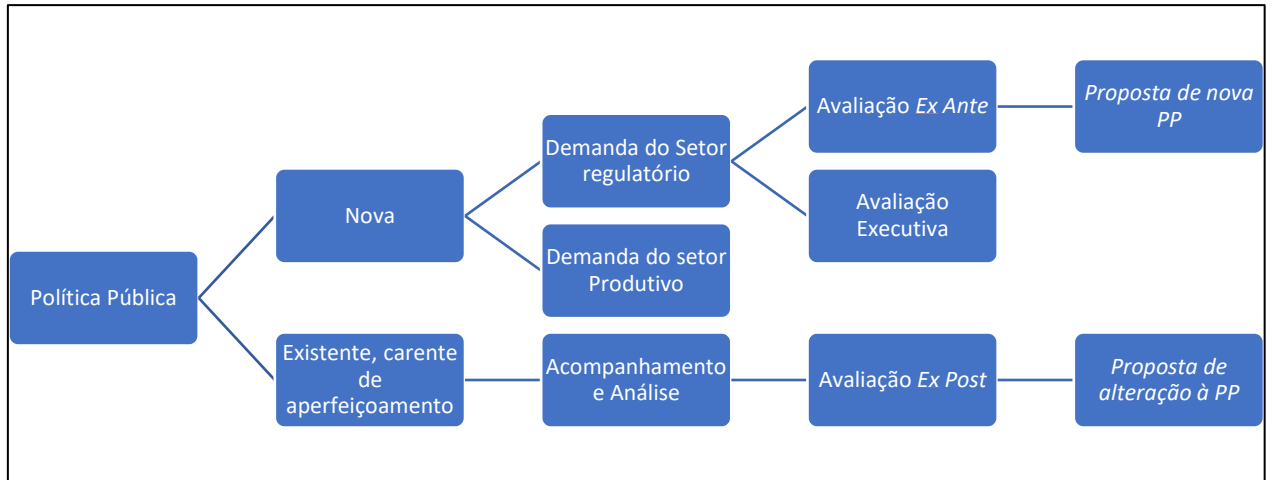 Política Pública
Nova
Demanda do Setor
regulatório
Avaliação Ex Ante
Proposta de nova
PP
Avaliação
Executiva
Demanda do setor
Produtivo
Existente, carente
de
aperfeiçoamento
Acompanhamento
e Análise
Avaliação Ex Post
Proposta de
alteração à PP